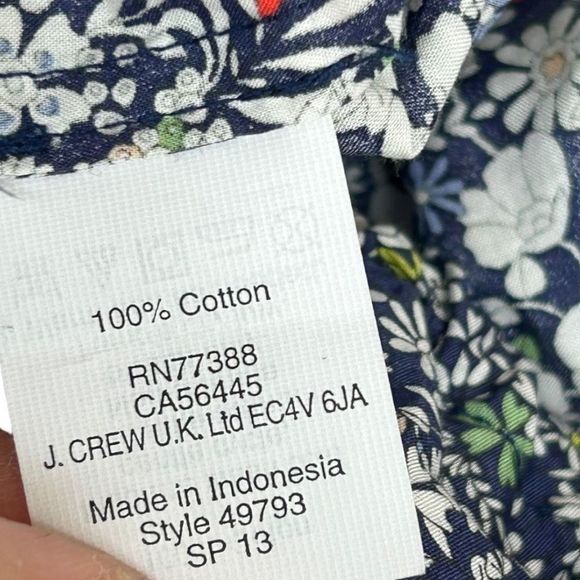 100% Cotton
RN77388
CA56445
J. CREW U.K. Ltd EC4V 6JA
Made in Indonesia
Style 49793
SP 13